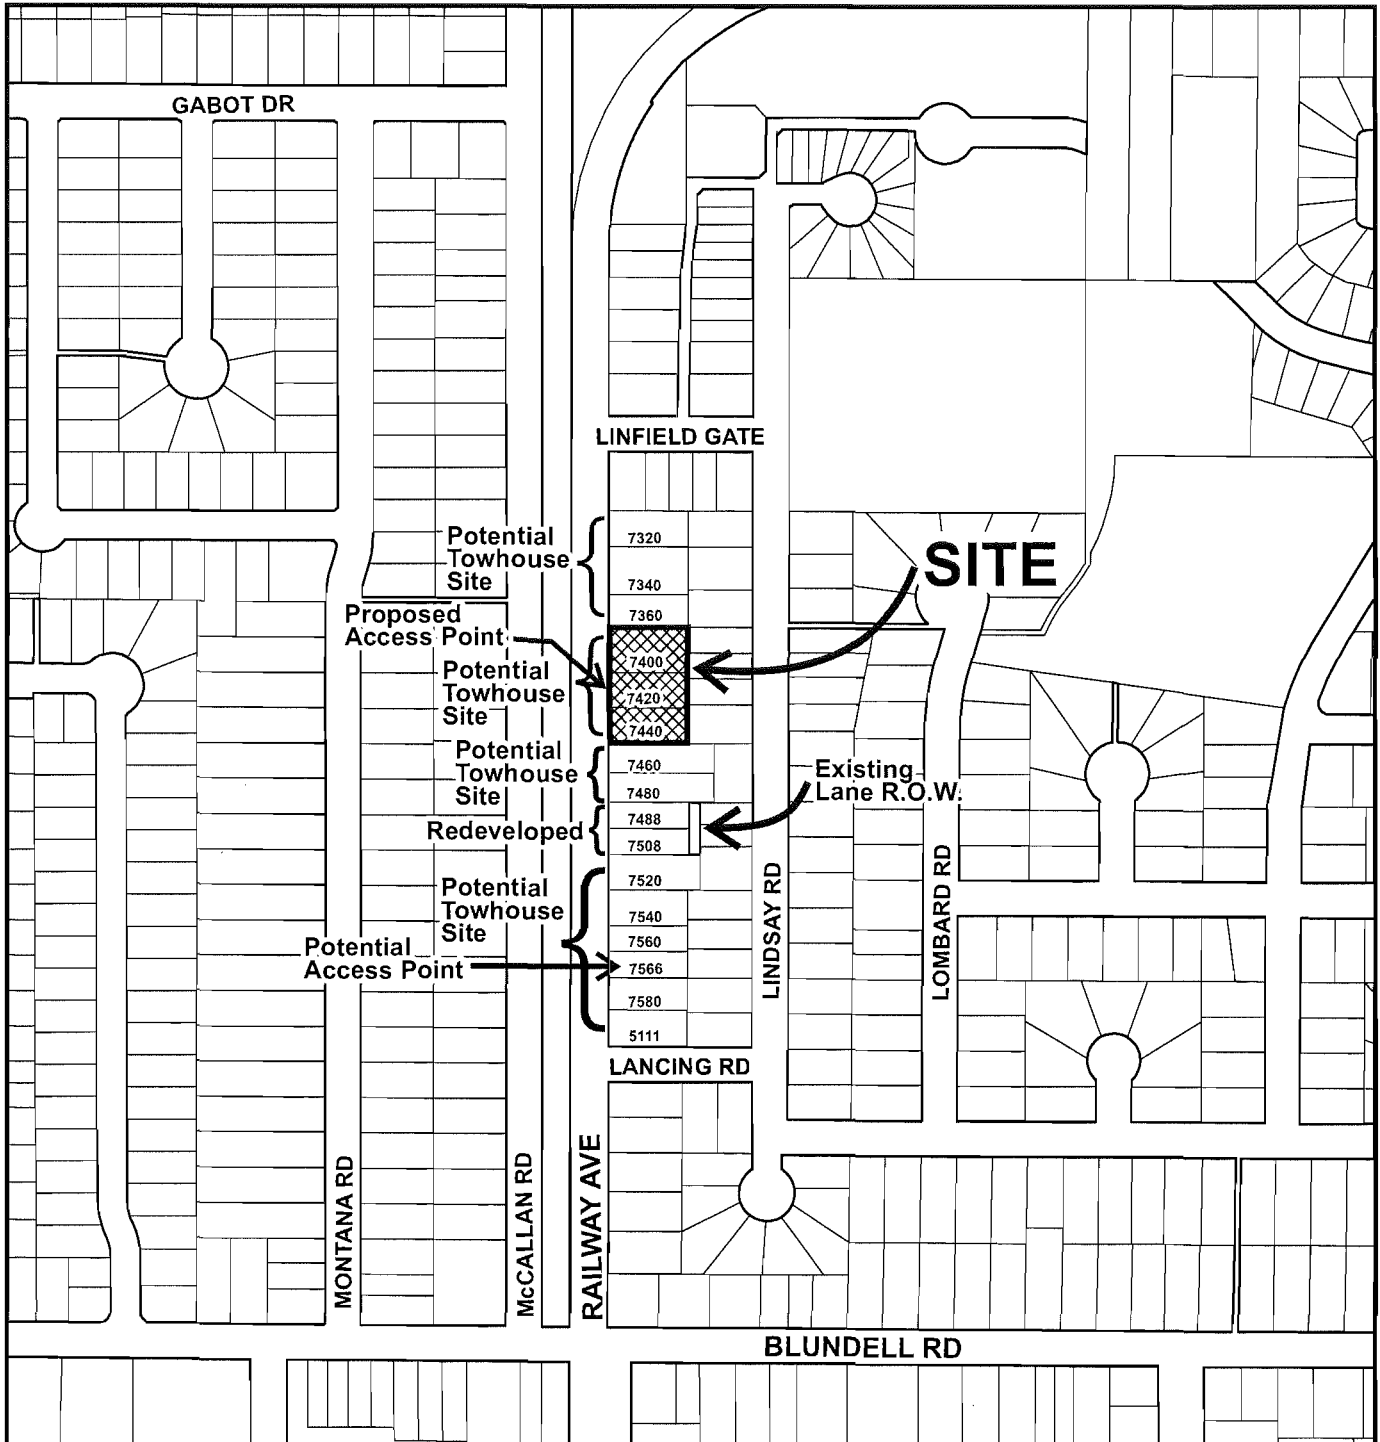 GABOT DR
LINFIELD GATE
Potential
Towhouse
Site
7320
7340
7360
SITE
Proposed
Access Point
Potential
Towhouse
Site
7400
7420
7440
Potential
Towhouse
Site
7460
7480
Existing
Lane R.O.W.
Redeveloped
7488
7508
Potential
Towhouse
Site
7520
7540
7560
7566
7580
5111
Potential
Access Point
LINDSAY RD
LOMBARD RD
LANCING RD
MONTANA RD
McCALLAN RD
RAILWAY AVE
BLUNDELL RD